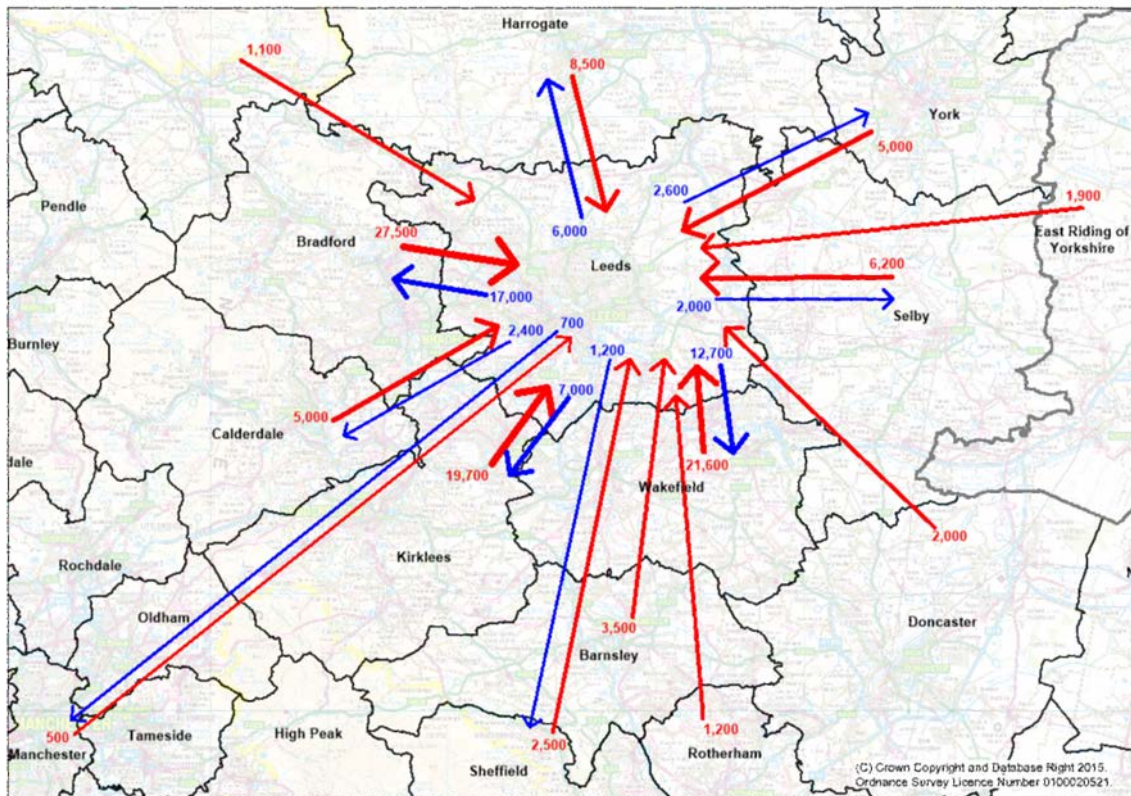 Harrogate
1,100
8,500
York
5,000
2,600
1,900
Pendle
Bradford
27,500
6,000
East Riding of
Yorkshire
Leeds
6,200
17,000
2,000
Selby
Burnley
2,400
700
1,200
12,700
5,000
7,000
Calderdale
19,700
21,600
Wakefield
dale
2,000
Kirklees
Rochdale
Oldham
3,500
Doncaster
Barnsley
500
Tameside
High Peak
2,500
1,200
Manchester
Sheffield
Rotherham
(C) Crown Copyright and Database Right 2015.
Ordnance Survey Licence Number 0100020521.